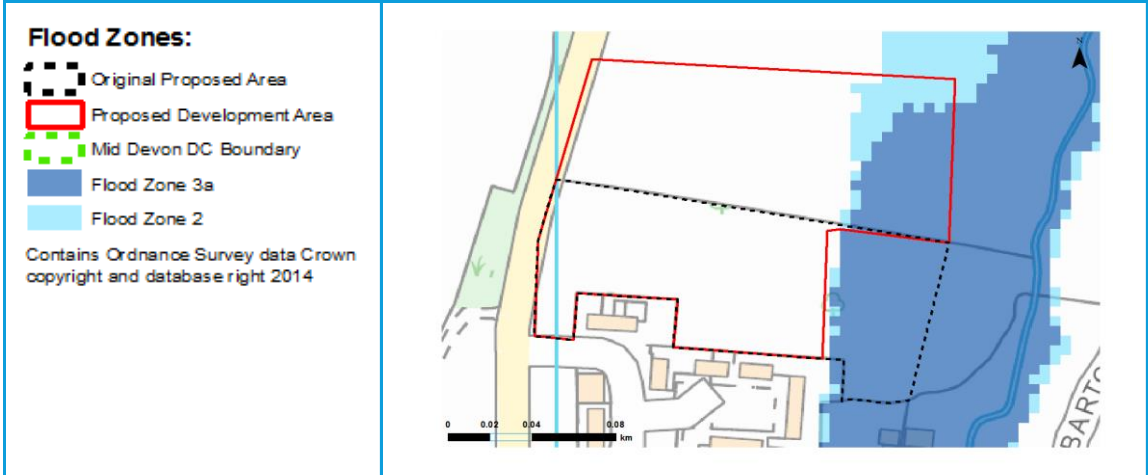 Flood Zones:
Original Proposed Area
Proposed Development Area
Mid Devon DC Boundary
Flood Zone 3a
Flood Zone 2
Contains Ordnance Survey data Crown
copyright and database right 2014
N
0 0.02 0.04 0.08
km